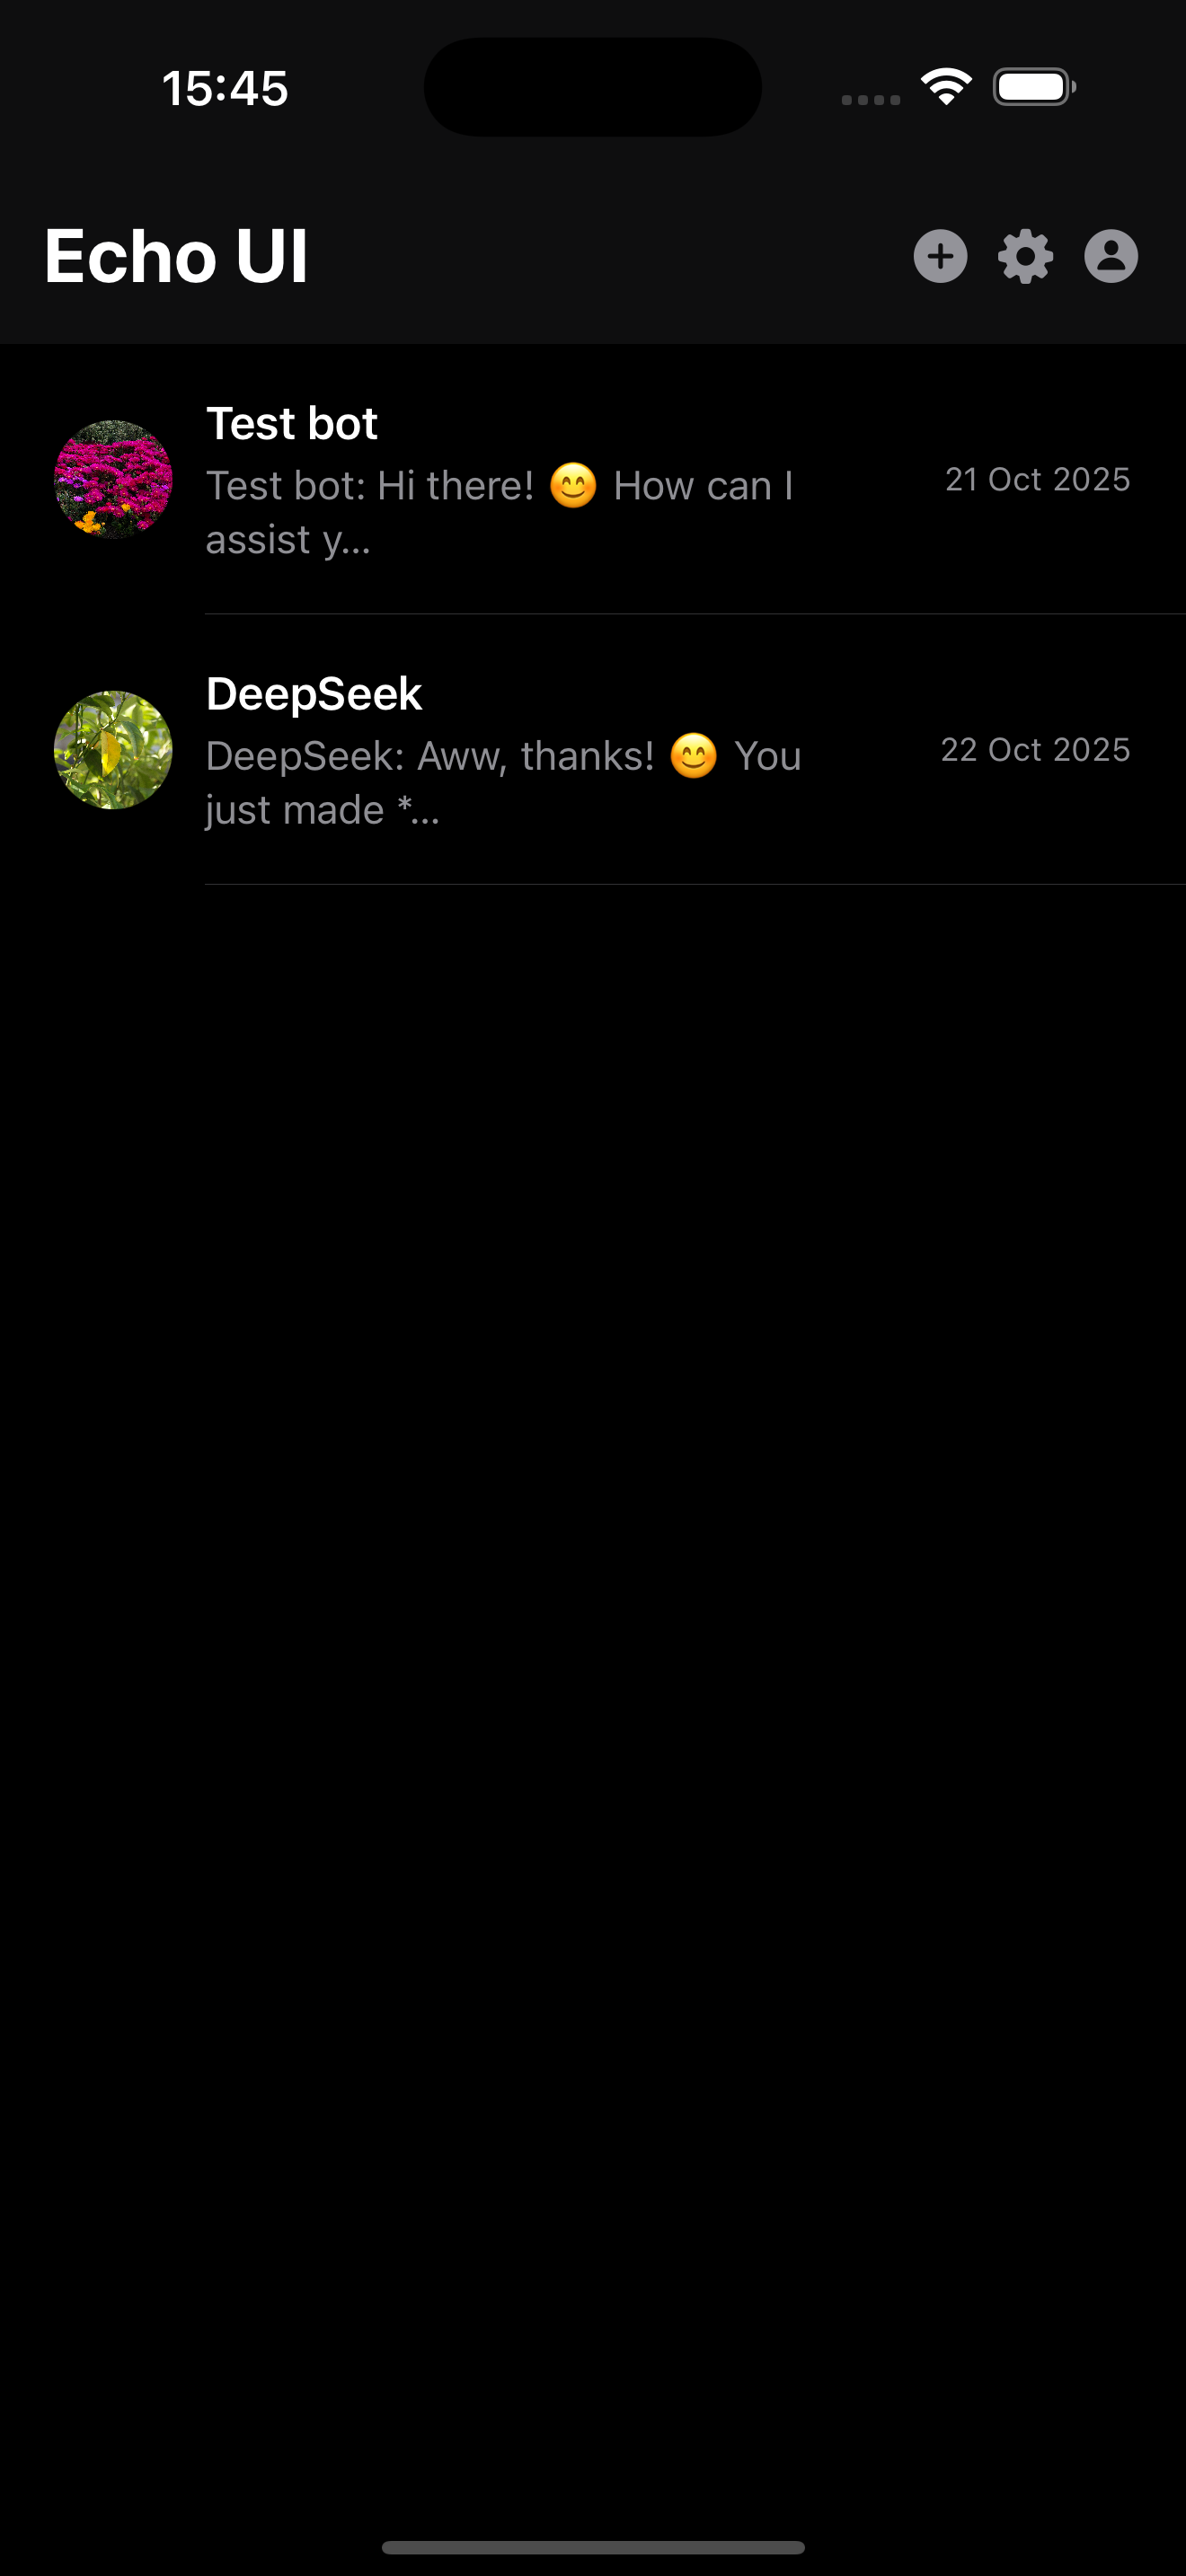 15:45
Echo UI
Test bot
Test bot: Hi there! 😊 How can I
assist y...
21 Oct 2025
DeepSeek
DeepSeek: Aww, thanks! 😊 You
just made *...
22 Oct 2025